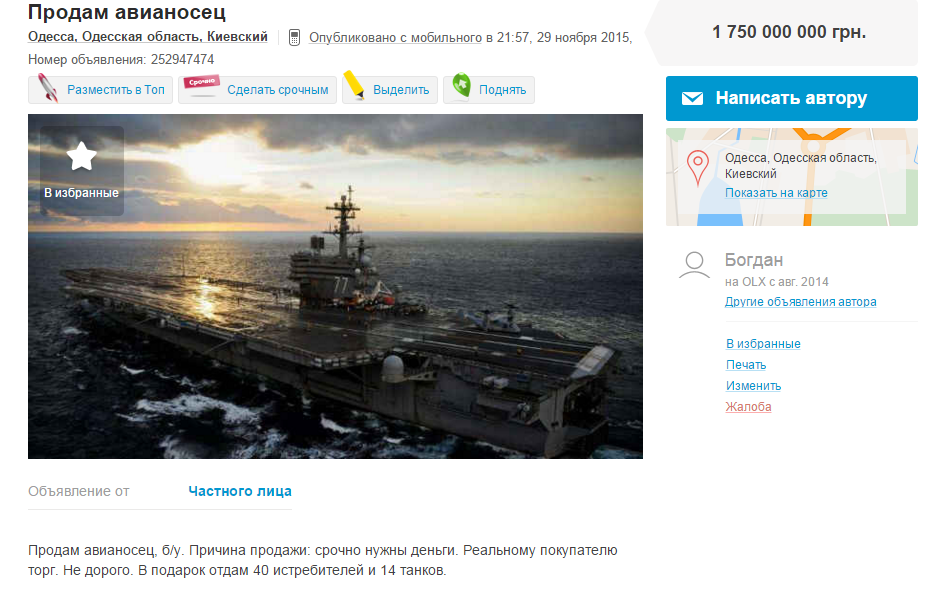 Продам авианосец
Одесса, Одесская область, Киевский
Опубликовано с мобильного в 21:57, 29 ноября 2015,
Номер объявления: 252947474
Разместить в Топ
Срочно
Сделать срочным
Выделить
Поднять
В избранные
77
Объявление от
Частного лица
Продам авианосец, б/у. Причина продажи: срочно нужны деньги. Реальному покупателю
торг. Не дорого. В подарок отдам 40 истребителей и 14 танков.
1 750 000 000 грн.
Написать автору
Одесса, Одесская область,
Киевский
Показать на карте
Богдан
на OLX с авг. 2014
Другие объявления автора
В избранные
Печать
Изменить
Жалоба